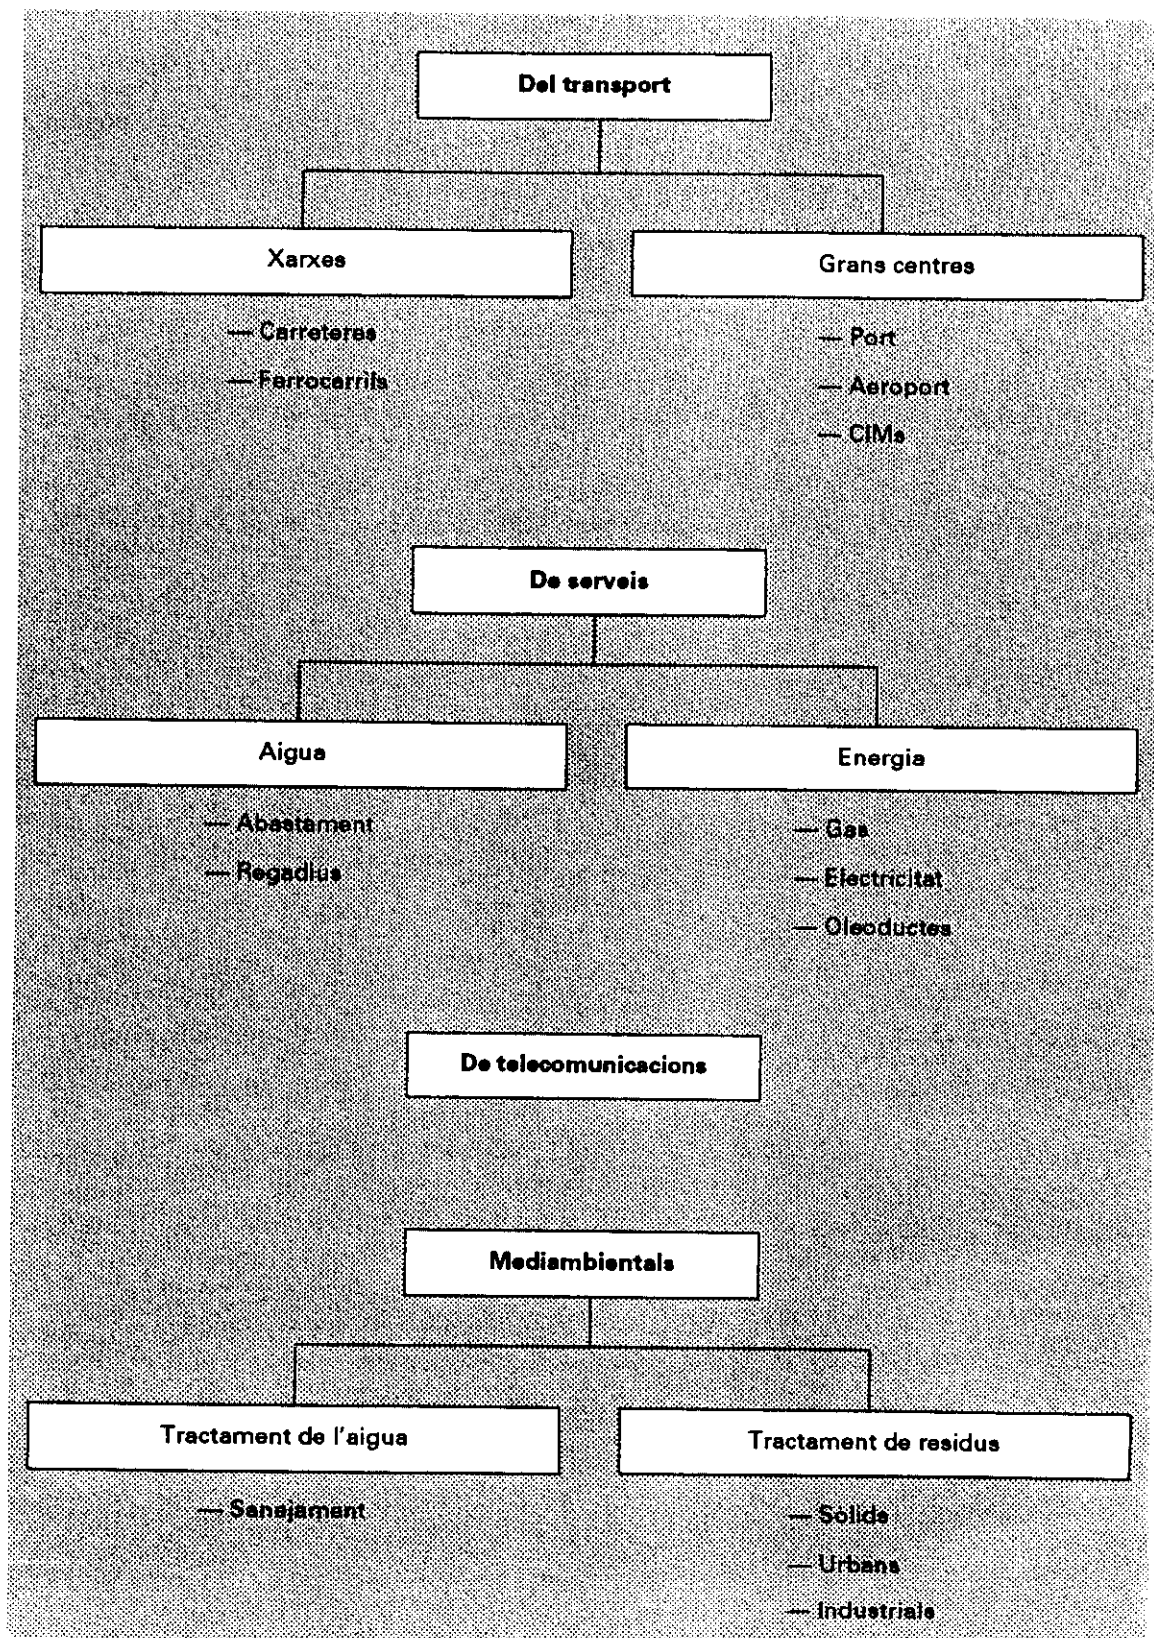 Del transport
Xarxes
Grans centres
— Carreteres
— Ferrocarrils
— Port
— Aeroport
— CIMs
De serveis
Aigua
Energia
— Abastament
— Regadius
— Gas
— Electricitat
— Oleoductes
De telecomunicacions
Mediambientals
Tractament de l'aigua
Tractament de residus
— Sanejament
— Sòlids
— Urbans
— Industrials